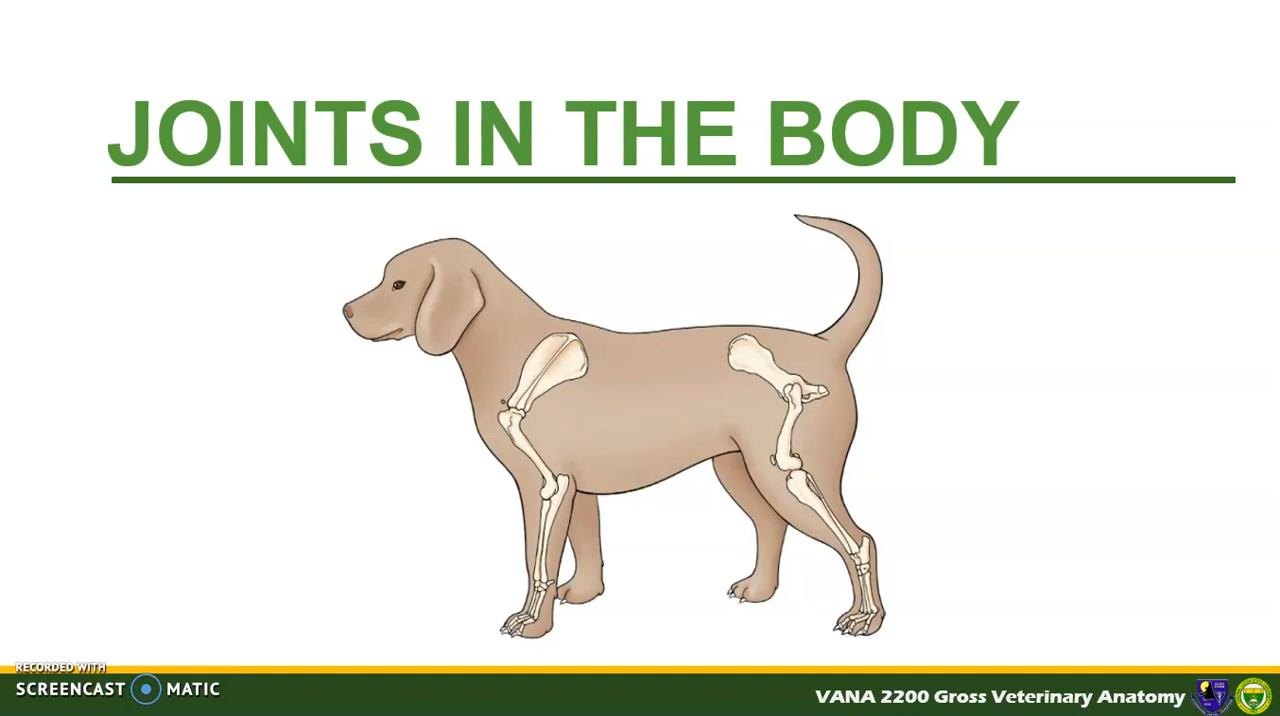 JOINTS IN THE BODY
RECORDED WITH
SCREENCAST MATIC
VANA 2200 Gross Veterinary Anatomy